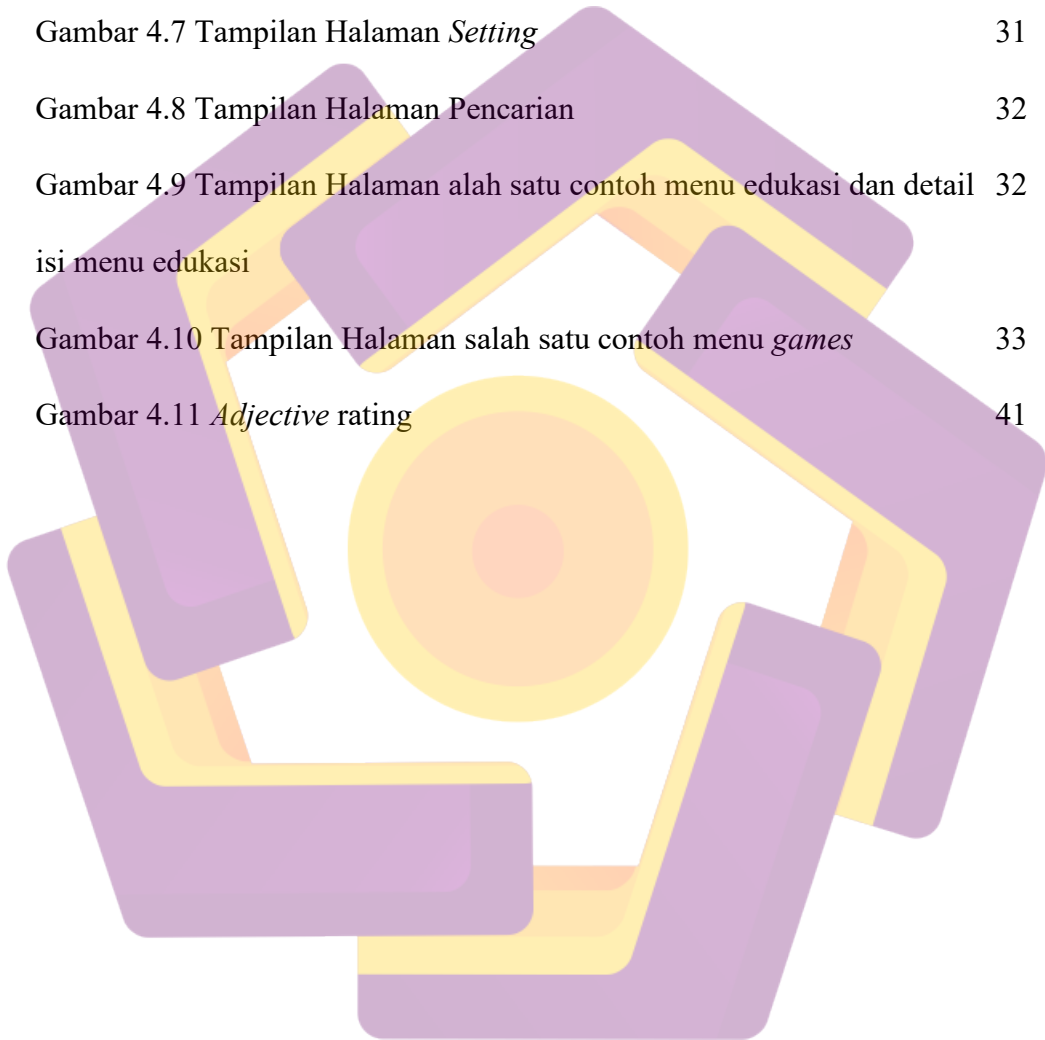 Gambar 4.7 Tampilan Halaman Setting 31
Gambar 4.8 Tampilan Halaman Pencarian 32
Gambar 4.9 Tampilan Halaman alah satu contoh menu edukasi dan detail 32
isi menu edukasi
Gambar 4.10 Tampilan Halaman salah satu contoh menu games 33
Gambar 4.11 Adjective rating 41